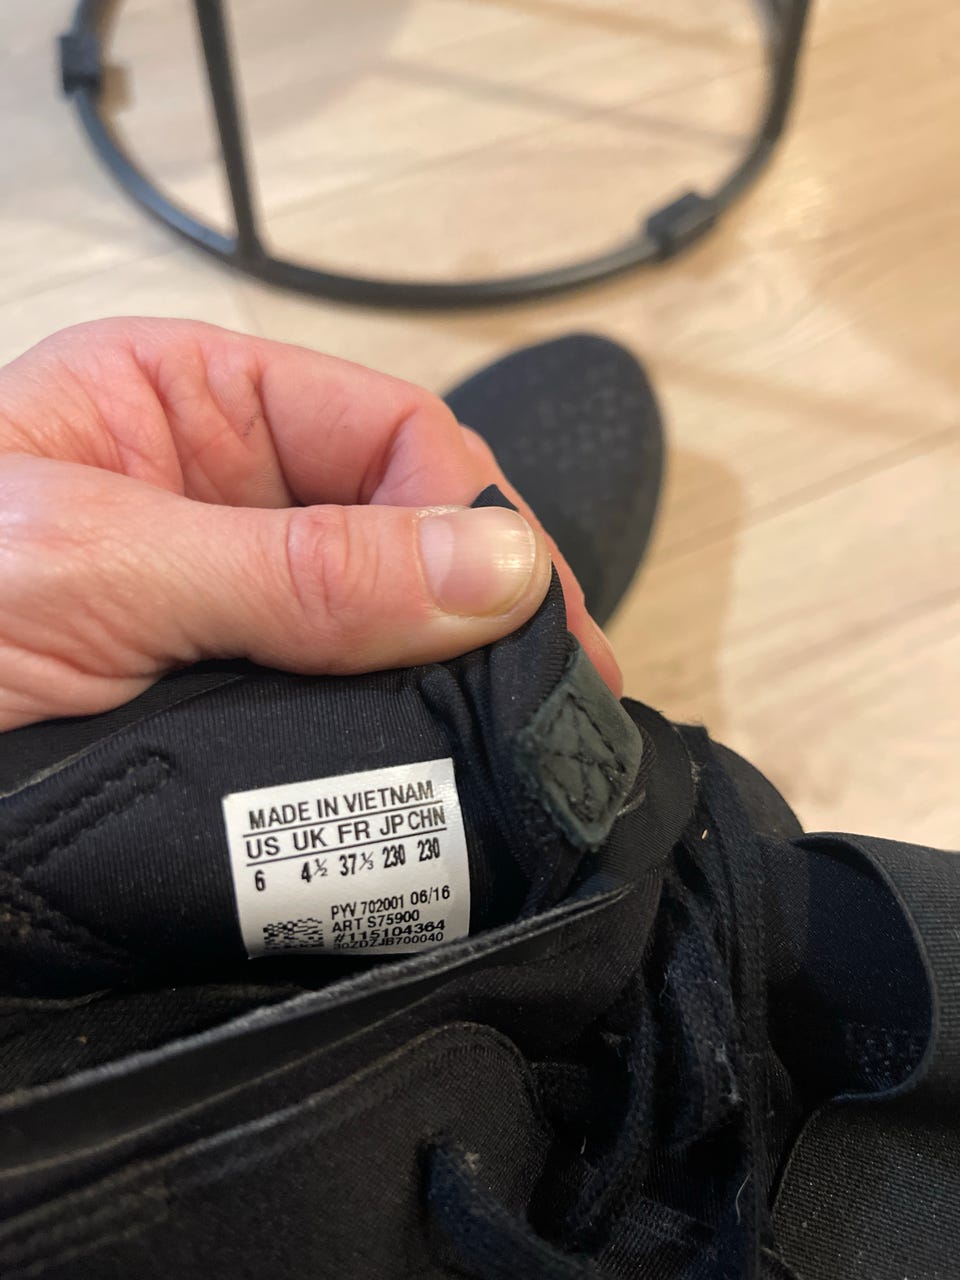 MADE IN VIETNAM
US UK FR JP CHN
6 4½ 37⅓ 230 230
PYV 702001 06/16
ART S75900
#115104364